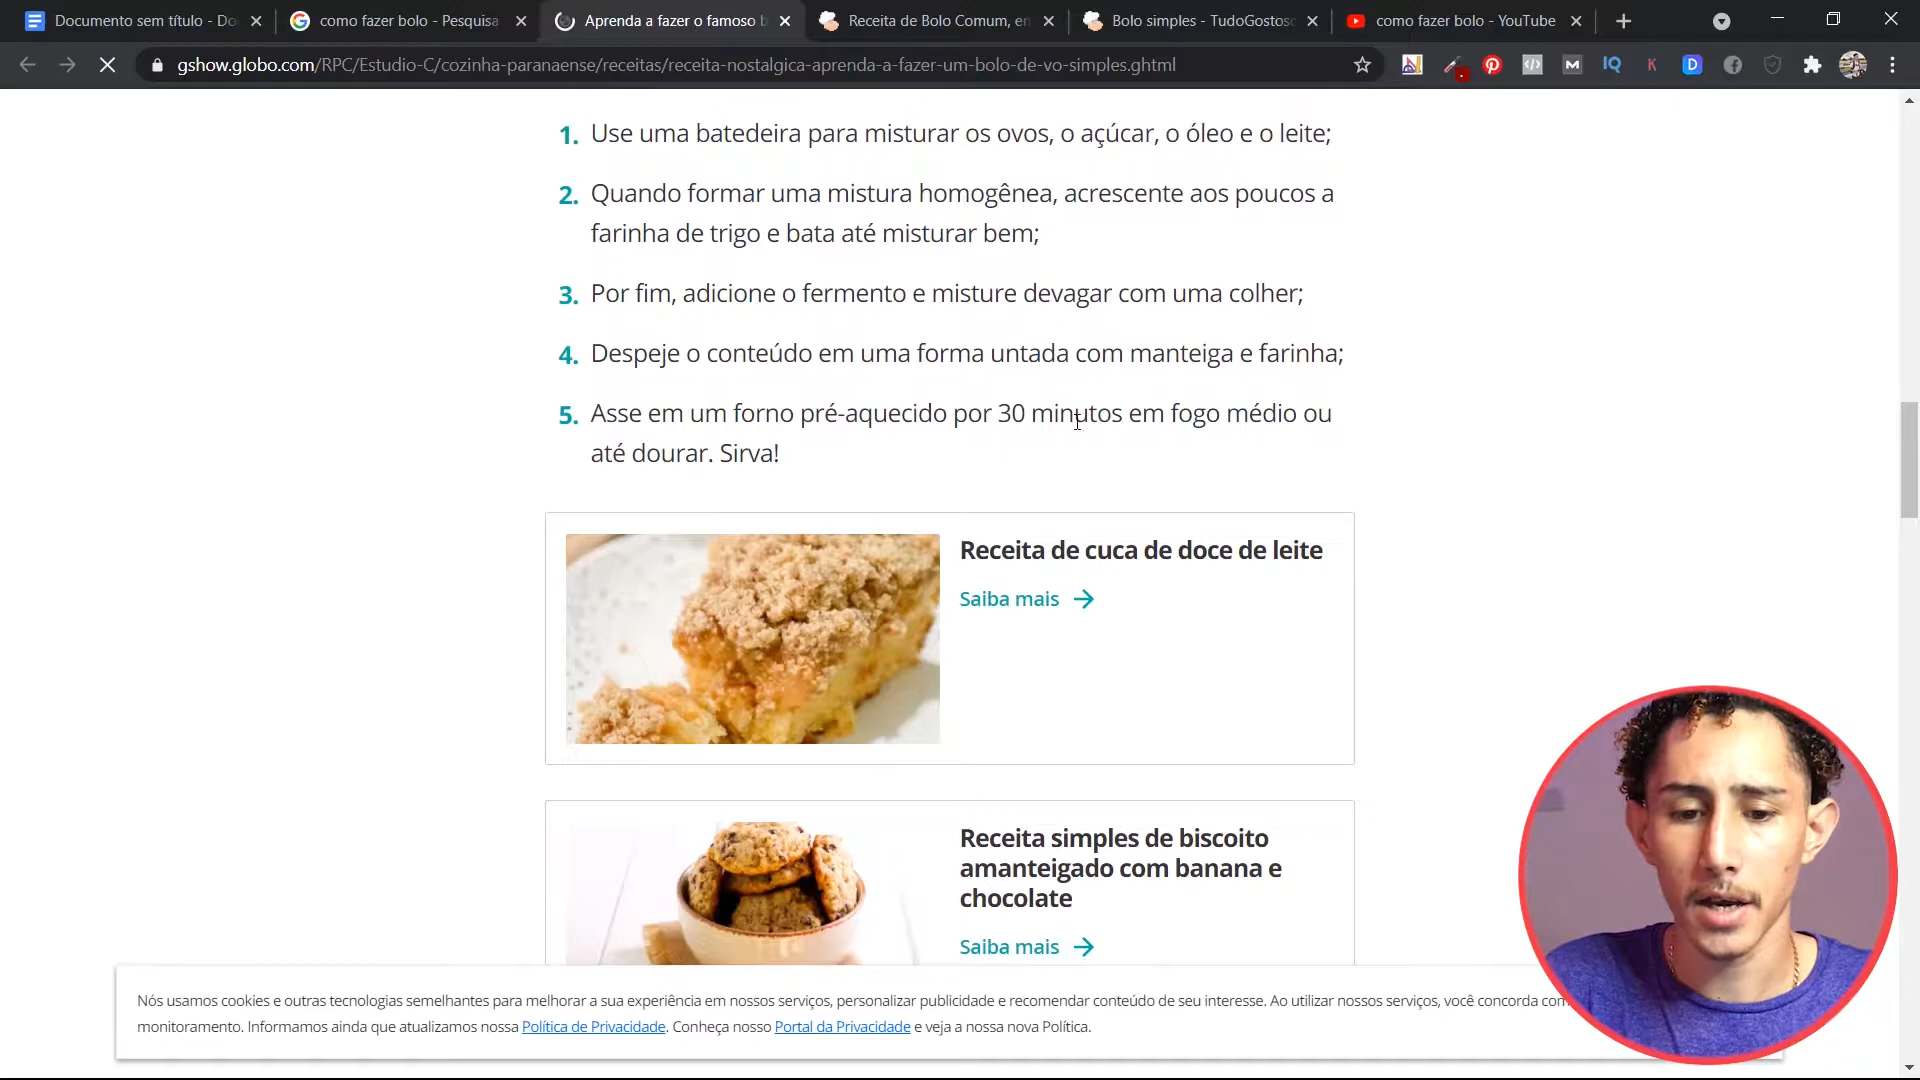 Documento sem título - Do
como fazer bolo - Pesquisa
Aprenda a fazer o famoso b
Receita de Bolo Comum, en
Bolo simples - TudoGostoso
como fazer bolo - YouTube
gshow.globo.com/RPC/Estudio-C/cozinha-paranaense/receitas/receita-nostalgica-aprenda-a-fazer-um-bolo-de-vo-simples.ghtml
1. Use uma batedeira para misturar os ovos, o açúcar, o óleo e o leite;
2. Quando formar uma mistura homogênea, acrescente aos poucos a
farinha de trigo e bata até misturar bem;
3. Por fim, adicione o fermento e misture devagar com uma colher;
4. Despeje o conteúdo em uma forma untada com manteiga e farinha;
5. Asse em um forno pré-aquecido por 30 minutos em fogo médio ou
até dourar. Sirva!
Receita de cuca de doce de leite
Saiba mais
Receita simples de biscoito
amanteigado com banana e
chocolate
Saiba mais
Nós usamos cookies e outras tecnologias semelhantes para melhorar a sua experiência em nossos serviços, personalizar publicidade e recomendar conteúdo de seu interesse. Ao utilizar nossos serviços, você concorda com
monitoramento. Informamos ainda que atualizamos nossa Política de Privacidade. Conheça nosso Portal da Privacidade e veja a nossa nova Política.